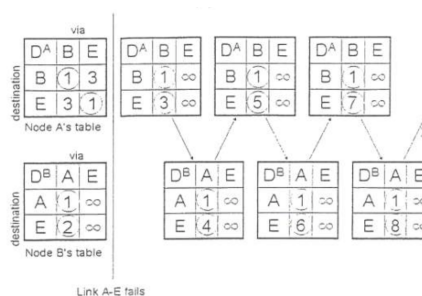 via
D^A B E
B 1 3
E 3 1
destination
Node A's table
D^A B E
B 1 ∞
E 3 ∞
D^A B E
B 1 ∞
E 5 ∞
D^A B E
B 1 ∞
E 7 ∞
via
D^B A E
A 1 ∞
E 2 ∞
destination
Node B's table
D^B A E
A 1 ∞
E 4 ∞
D^B A E
A 1 ∞
E 6 ∞
D^B A E
A 1 ∞
E 8 ∞
Link A-E fails